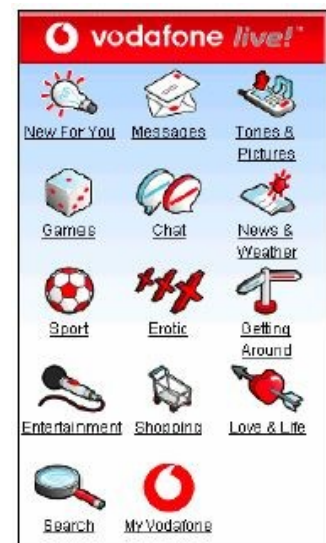 vodafone live!™
New For You Messages Tones &
Pictures
Games Chat News &
Weather
Sport Erotic Getting
Around
Entertainment Shopping Love & Life
Search My Vodafone